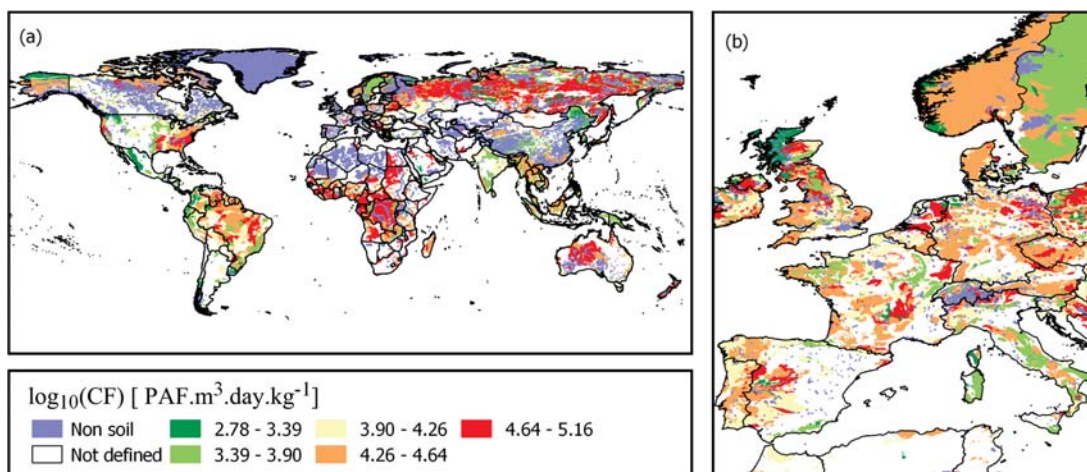 (a)
(b)
log₁₀(CF) [ PAF.m³.day.kg⁻¹]
Non soil 2.78 - 3.39 3.90 - 4.26 4.64 - 5.16
Not defined 3.39 - 3.90 4.26 - 4.64